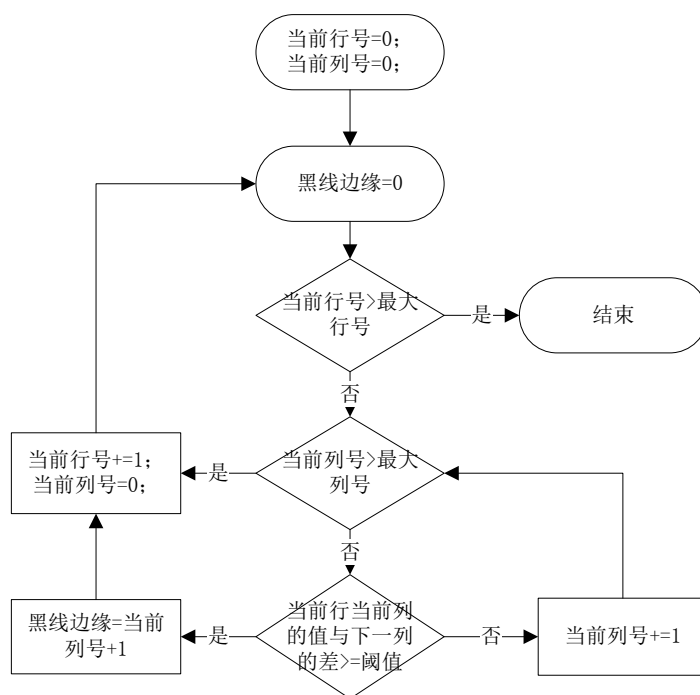 当前行号=0；
当前列号=0；
黑线边缘=0
当前行号>最大
行号
是
结束
否
当前行号+=1；
当前列号=0；
是
当前列号>最大
列号
否
黑线边缘=当前
列号+1
是
当前行当前列
的值与下一列
的差>=阈值
否
当前列号+=1